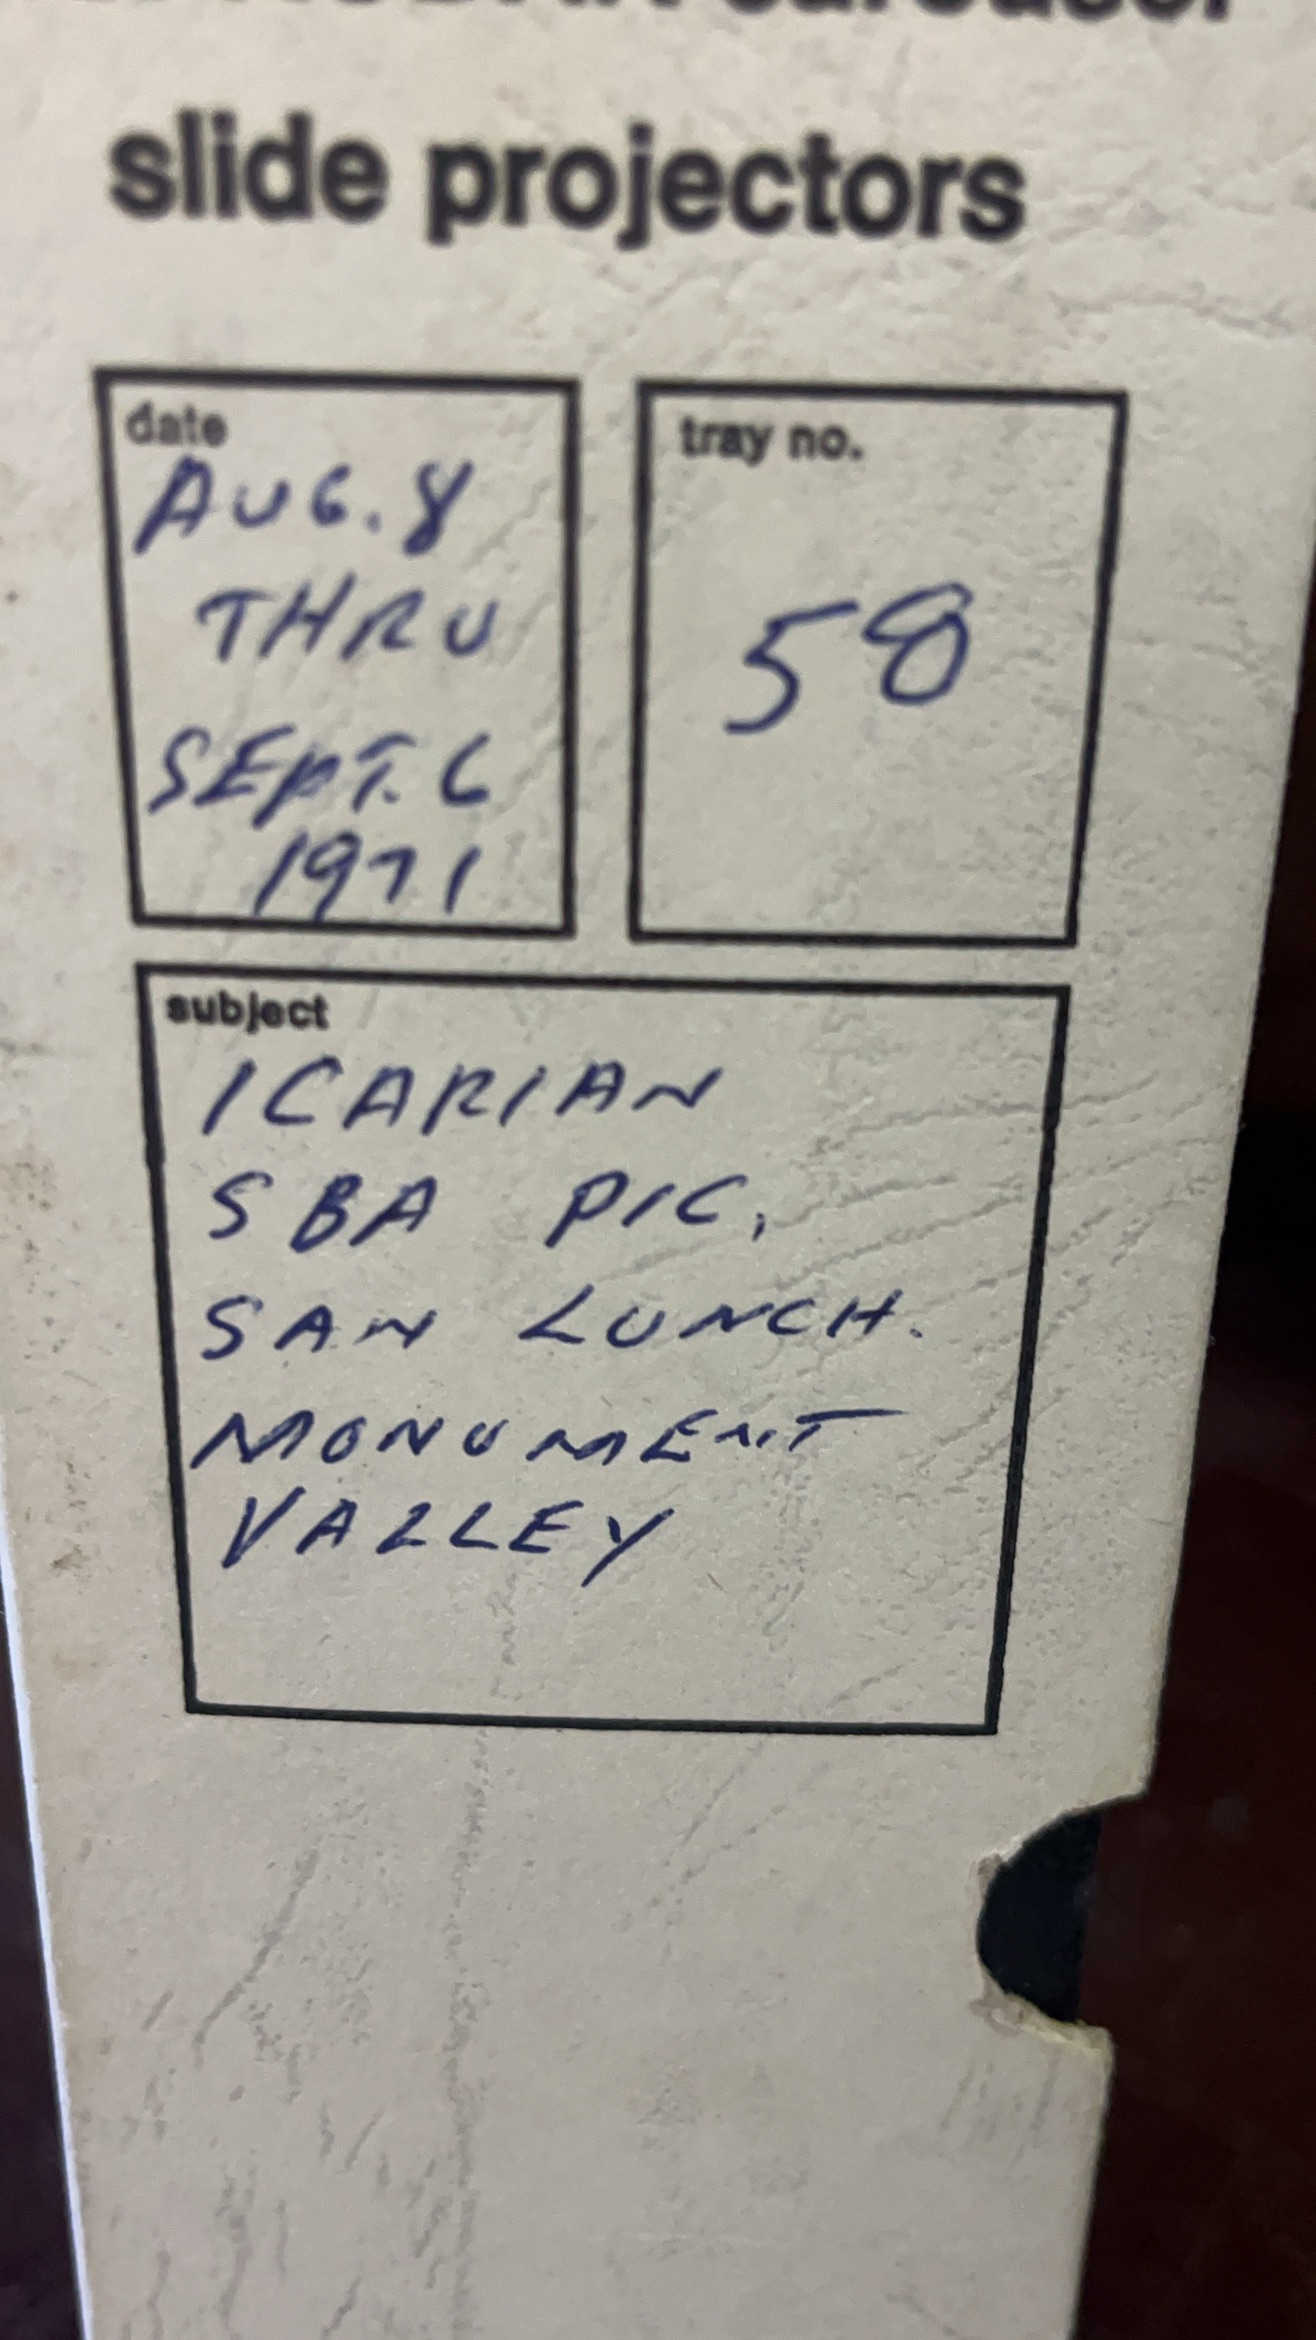 carousel
slide projectors
date
AUG. 8
THRU
SEPT. 6
1971
tray no.
58
subject
ICARIAN
SBA PIC.
SAN LUNCH.
MONUMENT
VALLEY